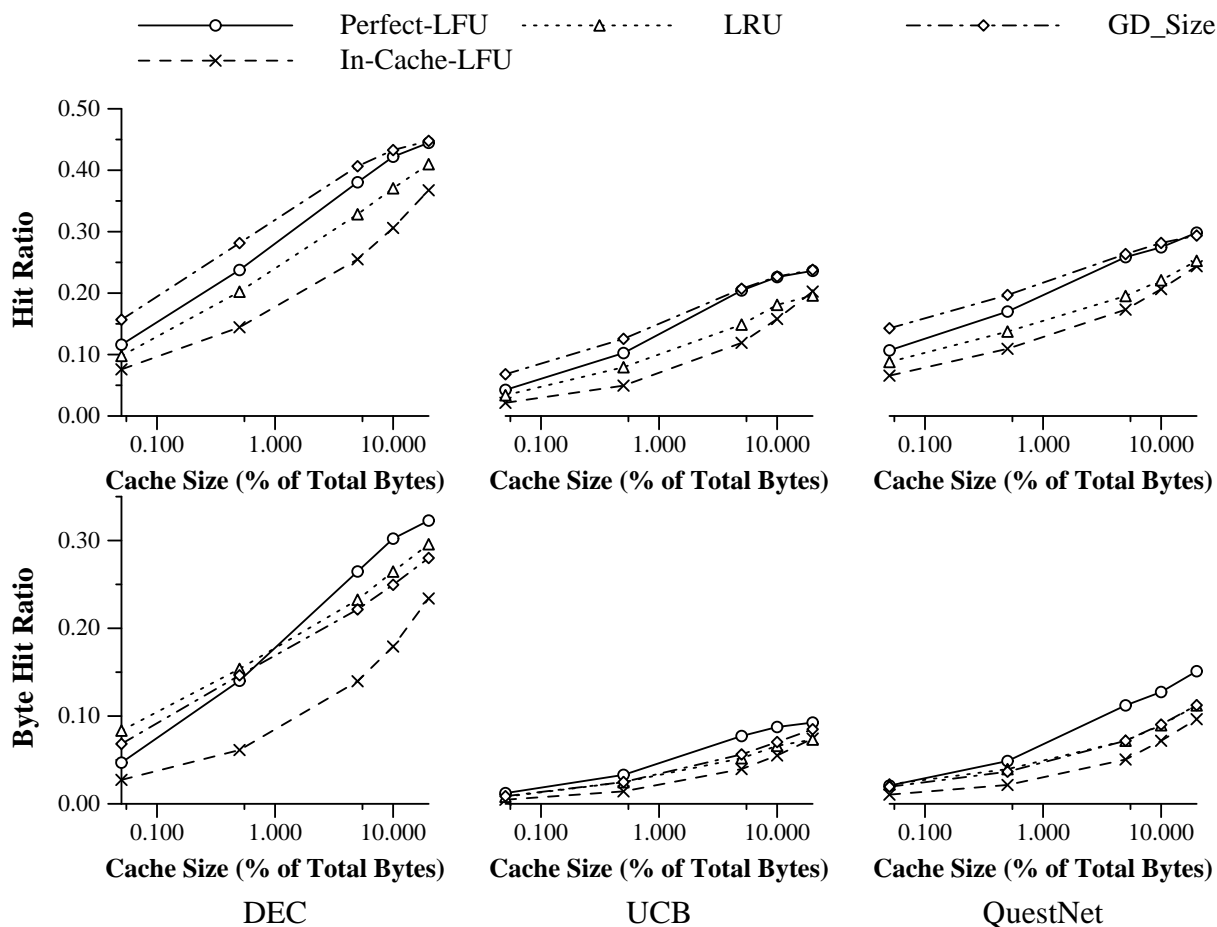 Perfect-LFU LRU GD_Size
In-Cache-LFU
Hit Ratio
0.50
0.40
0.30
0.20
0.10
0.00
0.100 1.000 10.000
0.100 1.000 10.000
0.100 1.000 10.000
Cache Size (% of Total Bytes)
Cache Size (% of Total Bytes)
Cache Size (% of Total Bytes)
Byte Hit Ratio
0.30
0.20
0.10
0.00
0.100 1.000 10.000
0.100 1.000 10.000
0.100 1.000 10.000
Cache Size (% of Total Bytes)
Cache Size (% of Total Bytes)
Cache Size (% of Total Bytes)
DEC
UCB
QuestNet